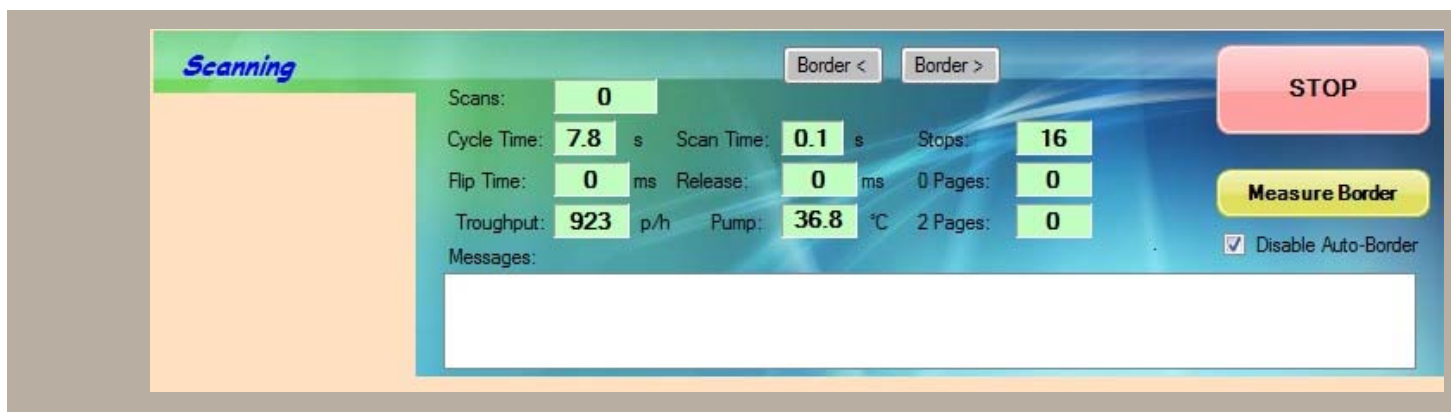 Scanning
Border < Border >
STOP
Scans: 0
Cycle Time: 7.8 s Scan Time: 0.1 s Stops: 16
Flip Time: 0 ms Release: 0 ms 0 Pages: 0
Measure Border
Troughput: 923 p/h Pump: 36.8 °C 2 Pages: 0
Disable Auto-Border
Messages: